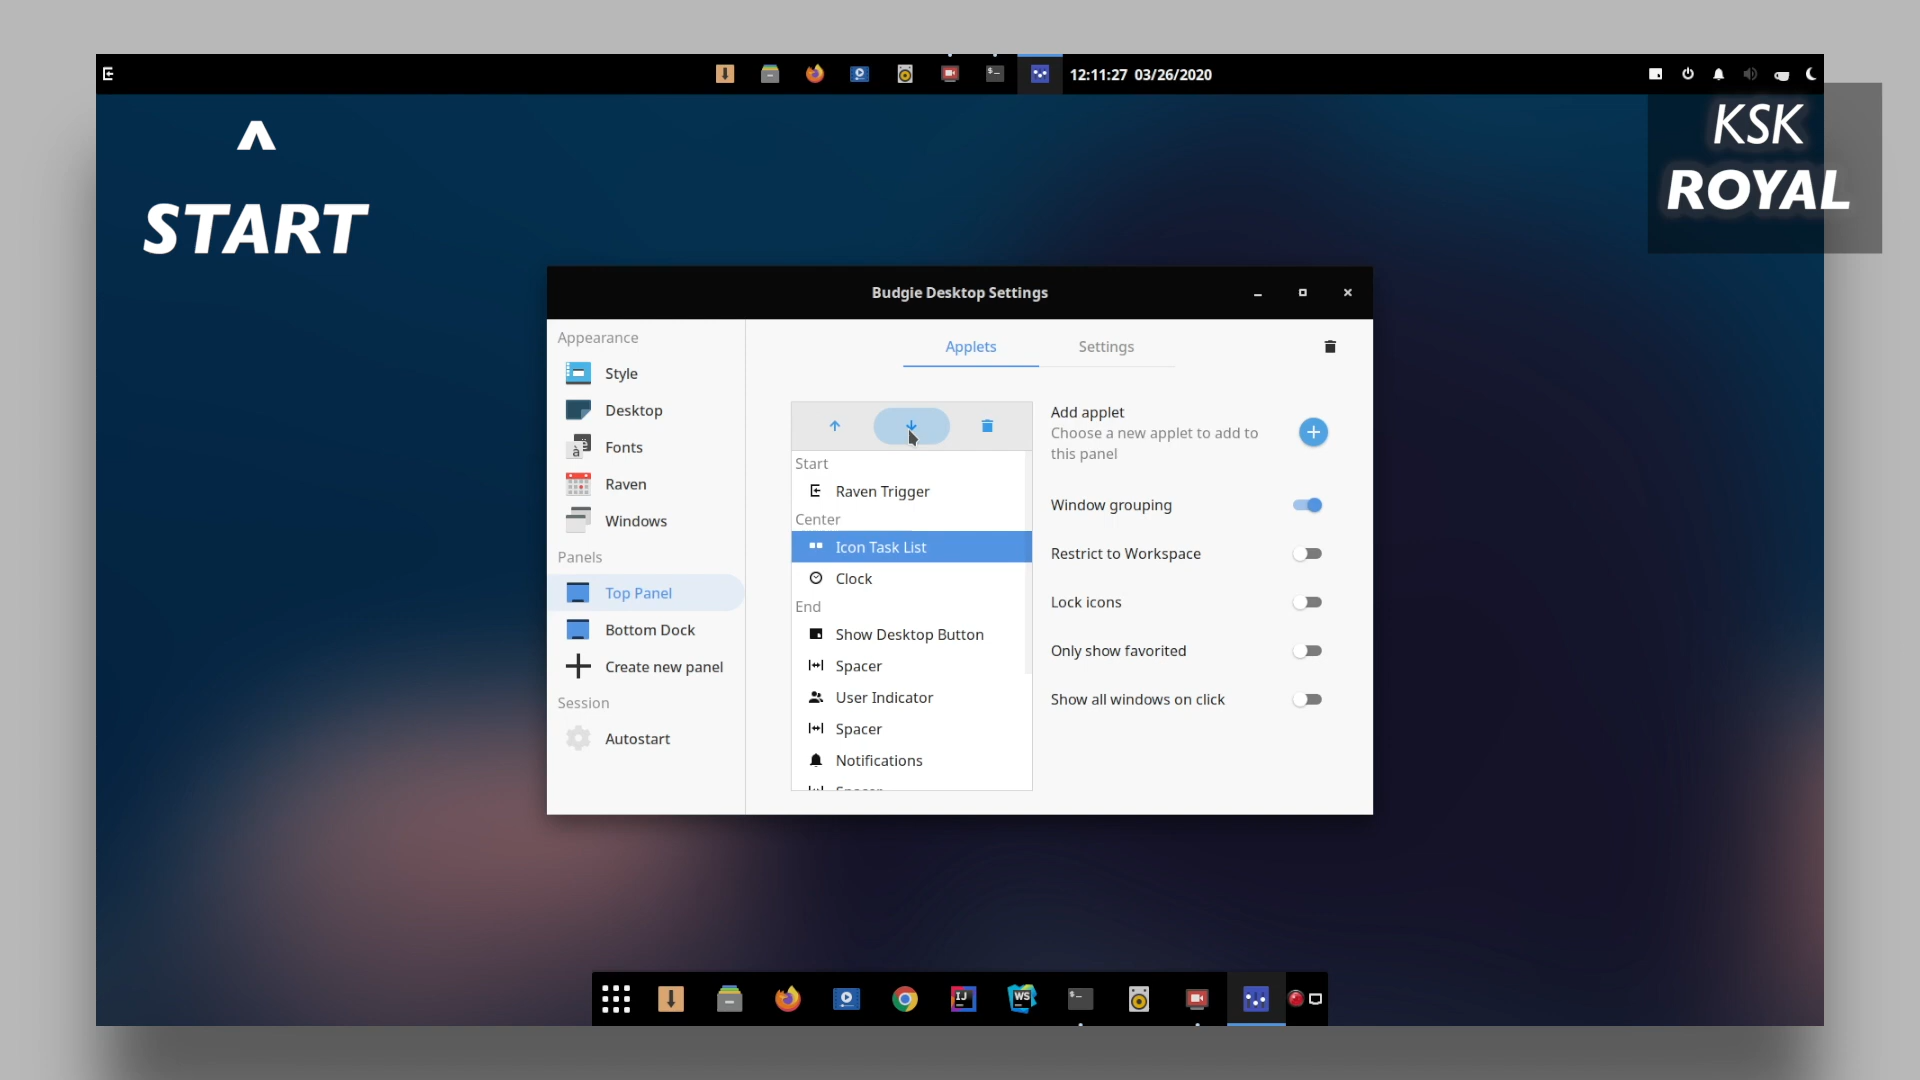 12:11:27 03/26/2020
^
START
KSK
ROYAL
Budgie Desktop Settings
Appearance
Style
Desktop
Fonts
Raven
Windows
Panels
Top Panel
Bottom Dock
Create new panel
Session
Autostart
Applets
Settings
Start
Raven Trigger
Center
Icon Task List
Clock
End
Show Desktop Button
Spacer
User Indicator
Spacer
Notifications
Spacer
Add applet
Choose a new applet to add to
this panel
Window grouping
Restrict to Workspace
Lock icons
Only show favorited
Show all windows on click
IJ
WS